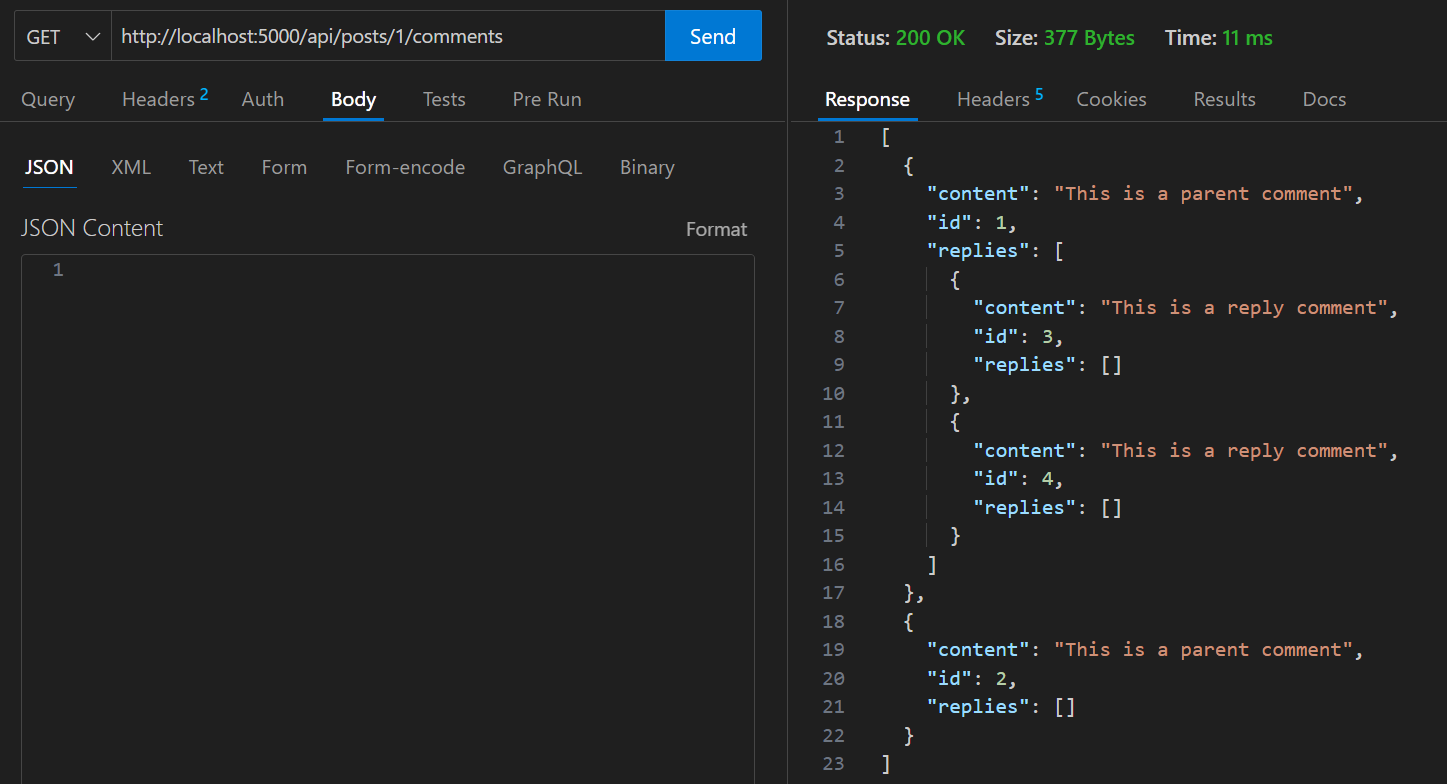 GET http://localhost:5000/api/posts/1/comments Send
Query Headers 2 Auth Body Tests Pre Run
JSON XML Text Form Form-encode GraphQL Binary
JSON Content Format
1
Status: 200 OK Size: 377 Bytes Time: 11 ms
Response Headers 5 Cookies Results Docs
1 [
2 {
3 "content": "This is a parent comment",
4 "id": 1,
5 "replies": [
6 {
7 "content": "This is a reply comment",
8 "id": 3,
9 "replies": []
10 },
11 {
12 "content": "This is a reply comment",
13 "id": 4,
14 "replies": []
15 }
16 ]
17 },
18 {
19 "content": "This is a parent comment",
20 "id": 2,
21 "replies": []
22 }
23 ]